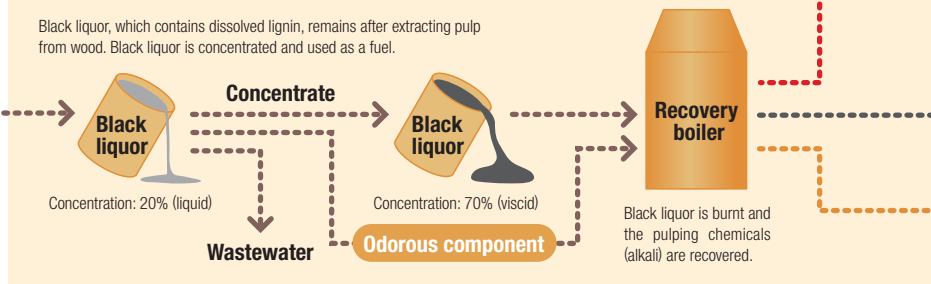 Black liquor, which contains dissolved lignin, remains after extracting pulp
from wood. Black liquor is concentrated and used as a fuel.
Black
liquor
Concentration: 20% (liquid)
Concentrate
Wastewater
Black
liquor
Concentration: 70% (viscid)
Odorous component
Recovery
boiler
Black liquor is burnt and
the pulping chemicals
(alkali) are recovered.